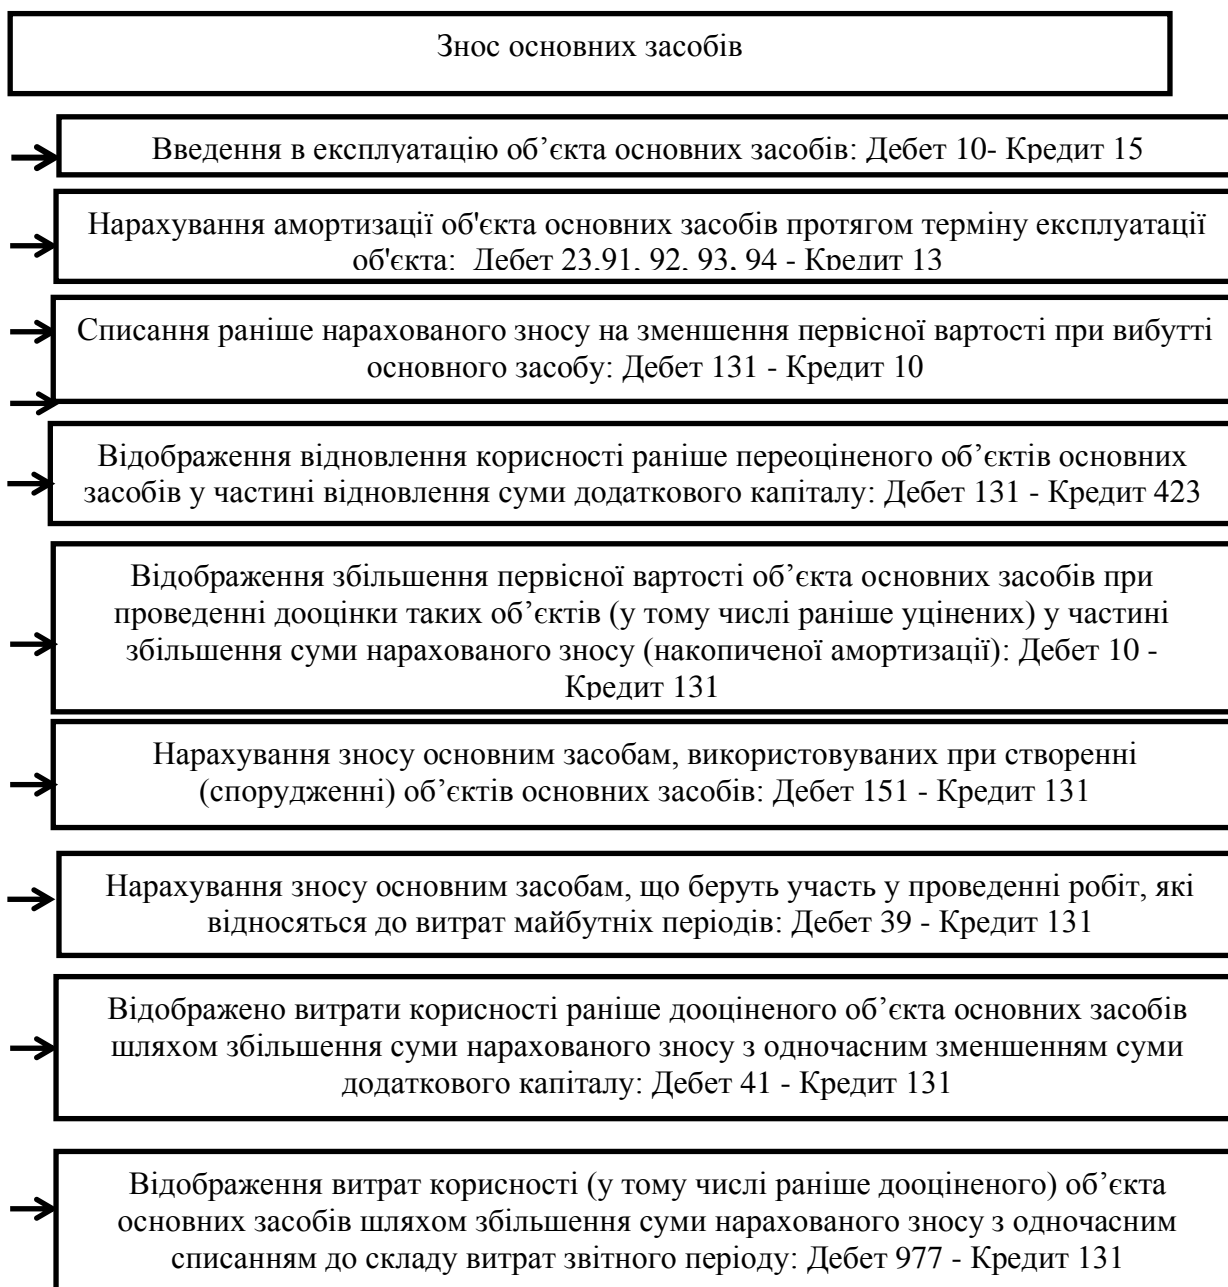 Знос основних засобів
Введення в експлуатацію об’єкта основних засобів: Дебет 10- Кредит 15
Нарахування амортизації об'єкта основних засобів протягом терміну експлуатації
об'єкта: Дебет 23,91, 92, 93, 94 - Кредит 13
Списання раніше нарахованого зносу на зменшення первісної вартості при вибутті
основного засобу: Дебет 131 - Кредит 10
Відображення відновлення корисності раніше переоціненого об’єктів основних
засобів у частині відновлення суми додаткового капіталу: Дебет 131 - Кредит 423
Відображення збільшення первісної вартості об’єкта основних засобів при
проведенні дооцінки таких об’єктів (у тому числі раніше уцінених) у частині
збільшення суми нарахованого зносу (накопиченої амортизації): Дебет 10 -
Кредит 131
Нарахування зносу основним засобам, використовуваних при створенні
(спорудженні) об’єктів основних засобів: Дебет 151 - Кредит 131
Нарахування зносу основним засобам, що беруть участь у проведенні робіт, які
відносяться до витрат майбутніх періодів: Дебет 39 - Кредит 131
Відображено витрати корисності раніше дооціненого об’єкта основних засобів
шляхом збільшення суми нарахованого зносу з одночасним зменшенням суми
додаткового капіталу: Дебет 41 - Кредит 131
Відображення витрат корисності (у тому числі раніше дооціненого) об’єкта
основних засобів шляхом збільшення суми нарахованого зносу з одночасним
списанням до складу витрат звітного періоду: Дебет 977 - Кредит 131